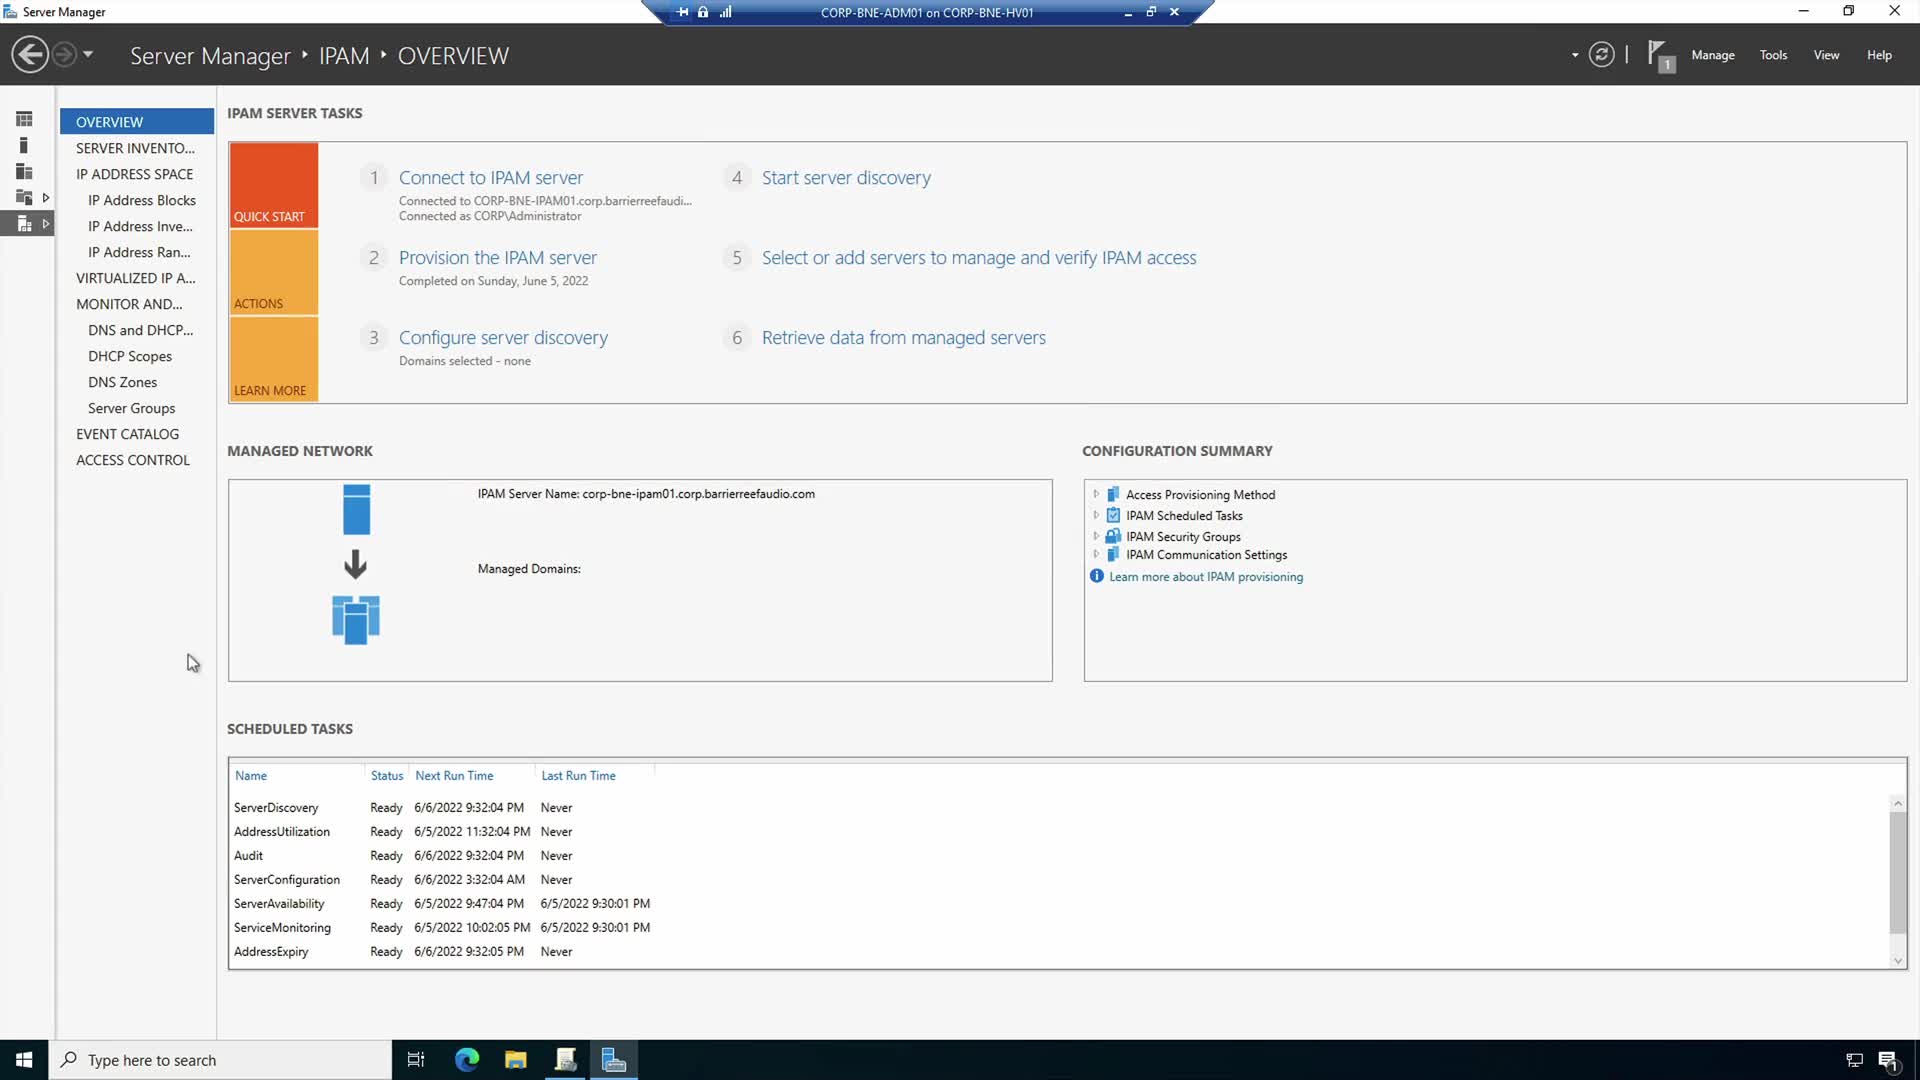 Server Manager
CORP-BNE-ADM01 on CORP-BNE-HV01
Server Manager ‣ IPAM ‣ OVERVIEW
1
Manage
Tools
View
Help
OVERVIEW
SERVER INVENTO...
IP ADDRESS SPACE
IP Address Blocks
IP Address Inve...
IP Address Ran...
VIRTUALIZED IP A...
MONITOR AND...
DNS and DHCP...
DHCP Scopes
DNS Zones
Server Groups
EVENT CATALOG
ACCESS CONTROL
IPAM SERVER TASKS
QUICK START
ACTIONS
LEARN MORE
1 Connect to IPAM server
Connected to CORP-BNE-IPAM01.corp.barrierreefaudi...
Connected as CORP\Administrator
2 Provision the IPAM server
Completed on Sunday, June 5, 2022
3 Configure server discovery
Domains selected - none
4 Start server discovery
5 Select or add servers to manage and verify IPAM access
6 Retrieve data from managed servers
MANAGED NETWORK
IPAM Server Name: corp-bne-ipam01.corp.barrierreefaudio.com
Managed Domains:
CONFIGURATION SUMMARY
Access Provisioning Method
IPAM Scheduled Tasks
IPAM Security Groups
IPAM Communication Settings
Learn more about IPAM provisioning
SCHEDULED TASKS
Name Status Next Run Time Last Run Time
ServerDiscovery Ready 6/6/2022 9:32:04 PM Never
AddressUtilization Ready 6/5/2022 11:32:04 PM Never
Audit Ready 6/6/2022 9:32:04 PM Never
ServerConfiguration Ready 6/6/2022 3:32:04 AM Never
ServerAvailability Ready 6/5/2022 9:47:04 PM 6/5/2022 9:30:01 PM
ServiceMonitoring Ready 6/5/2022 10:02:05 PM 6/5/2022 9:30:01 PM
AddressExpiry Ready 6/6/2022 9:32:05 PM Never
Type here to search
1